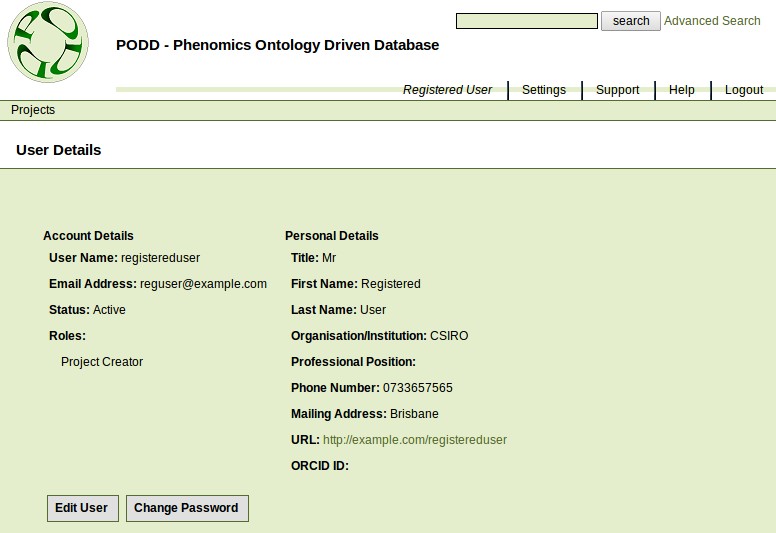 search Advanced Search
PODD - Phenomics Ontology Driven Database
Registered User Settings Support Help Logout
Projects
User Details
Account Details
User Name: registereduser
Email Address: reguser@example.com
Status: Active
Roles:
Project Creator
Personal Details
Title: Mr
First Name: Registered
Last Name: User
Organisation/Institution: CSIRO
Professional Position:
Phone Number: 0733657565
Mailing Address: Brisbane
URL: http://example.com/registereduser
ORCID ID:
Edit User Change Password